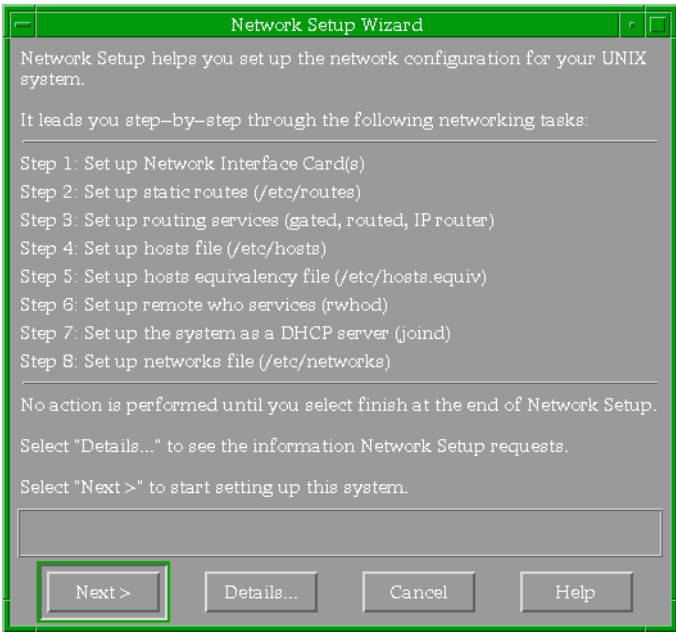 Network Setup Wizard
Network Setup helps you set up the network configuration for your UNIX
system.
It leads you step–by–step through the following networking tasks:
Step 1: Set up Network Interface Card(s)
Step 2: Set up static routes (/etc/routes)
Step 3: Set up routing services (gated, routed, IP router)
Step 4: Set up hosts file (/etc/hosts)
Step 5: Set up hosts equivalency file (/etc/hosts.equiv)
Step 6: Set up remote who services (rwhod)
Step 7: Set up the system as a DHCP server (joind)
Step 8: Set up networks file (/etc/networks)
No action is performed until you select finish at the end of Network Setup.
Select "Details..." to see the information Network Setup requests.
Select "Next >" to start setting up this system.
Next > Details... Cancel Help